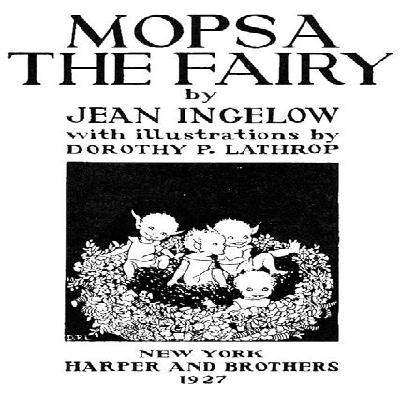 MOPSA
THE FAIRY
by
JEAN INGELOW
with illustrations by
DOROTHY P. LATHROP
D.P.L.
NEW YORK
HARPER AND BROTHERS
1927